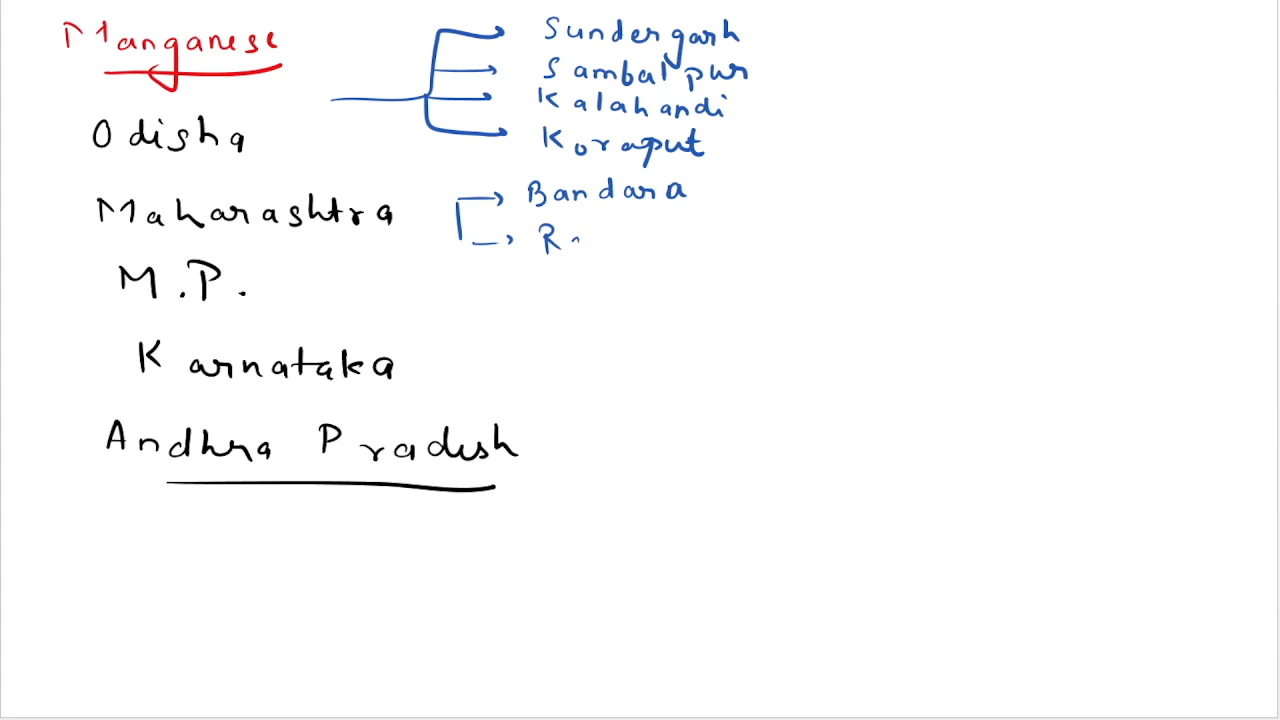 Manganese
Sundergarh
Sambalpur
Kalahandi
Koraput
Odisha
Bandara
Maharashtra
R
M.P.
Karnataka
Andhra Pradesh